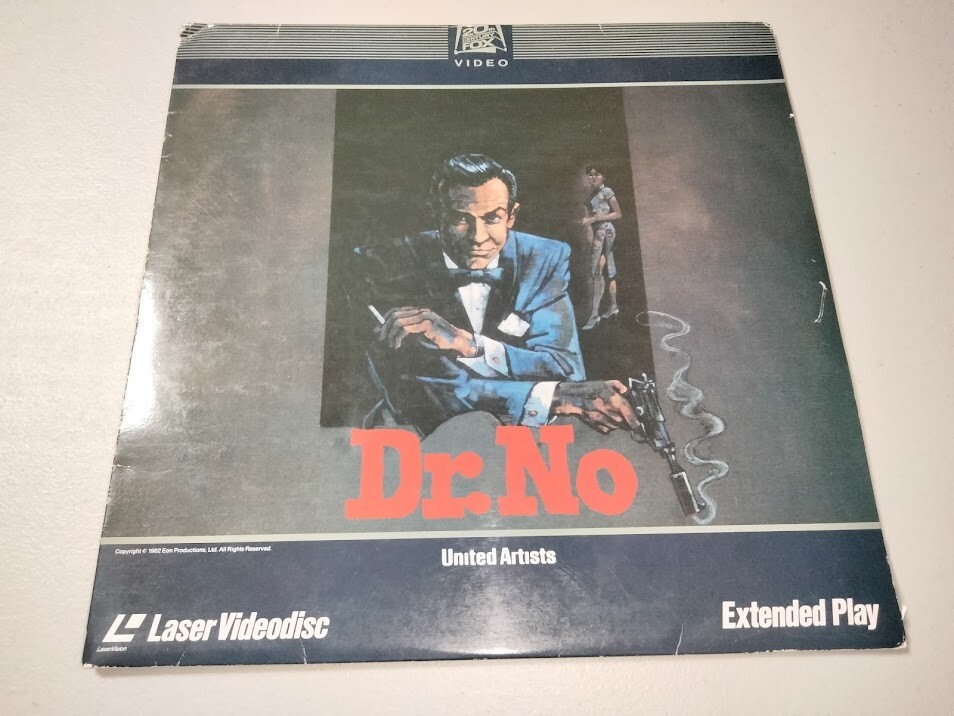 20th
CENTURY
FOX
VIDEO
Dr. No
Copyright © 1962 Eon Productions, Ltd. All Rights Reserved.
United Artists
Laser Videodisc
LaserVision
Extended Play